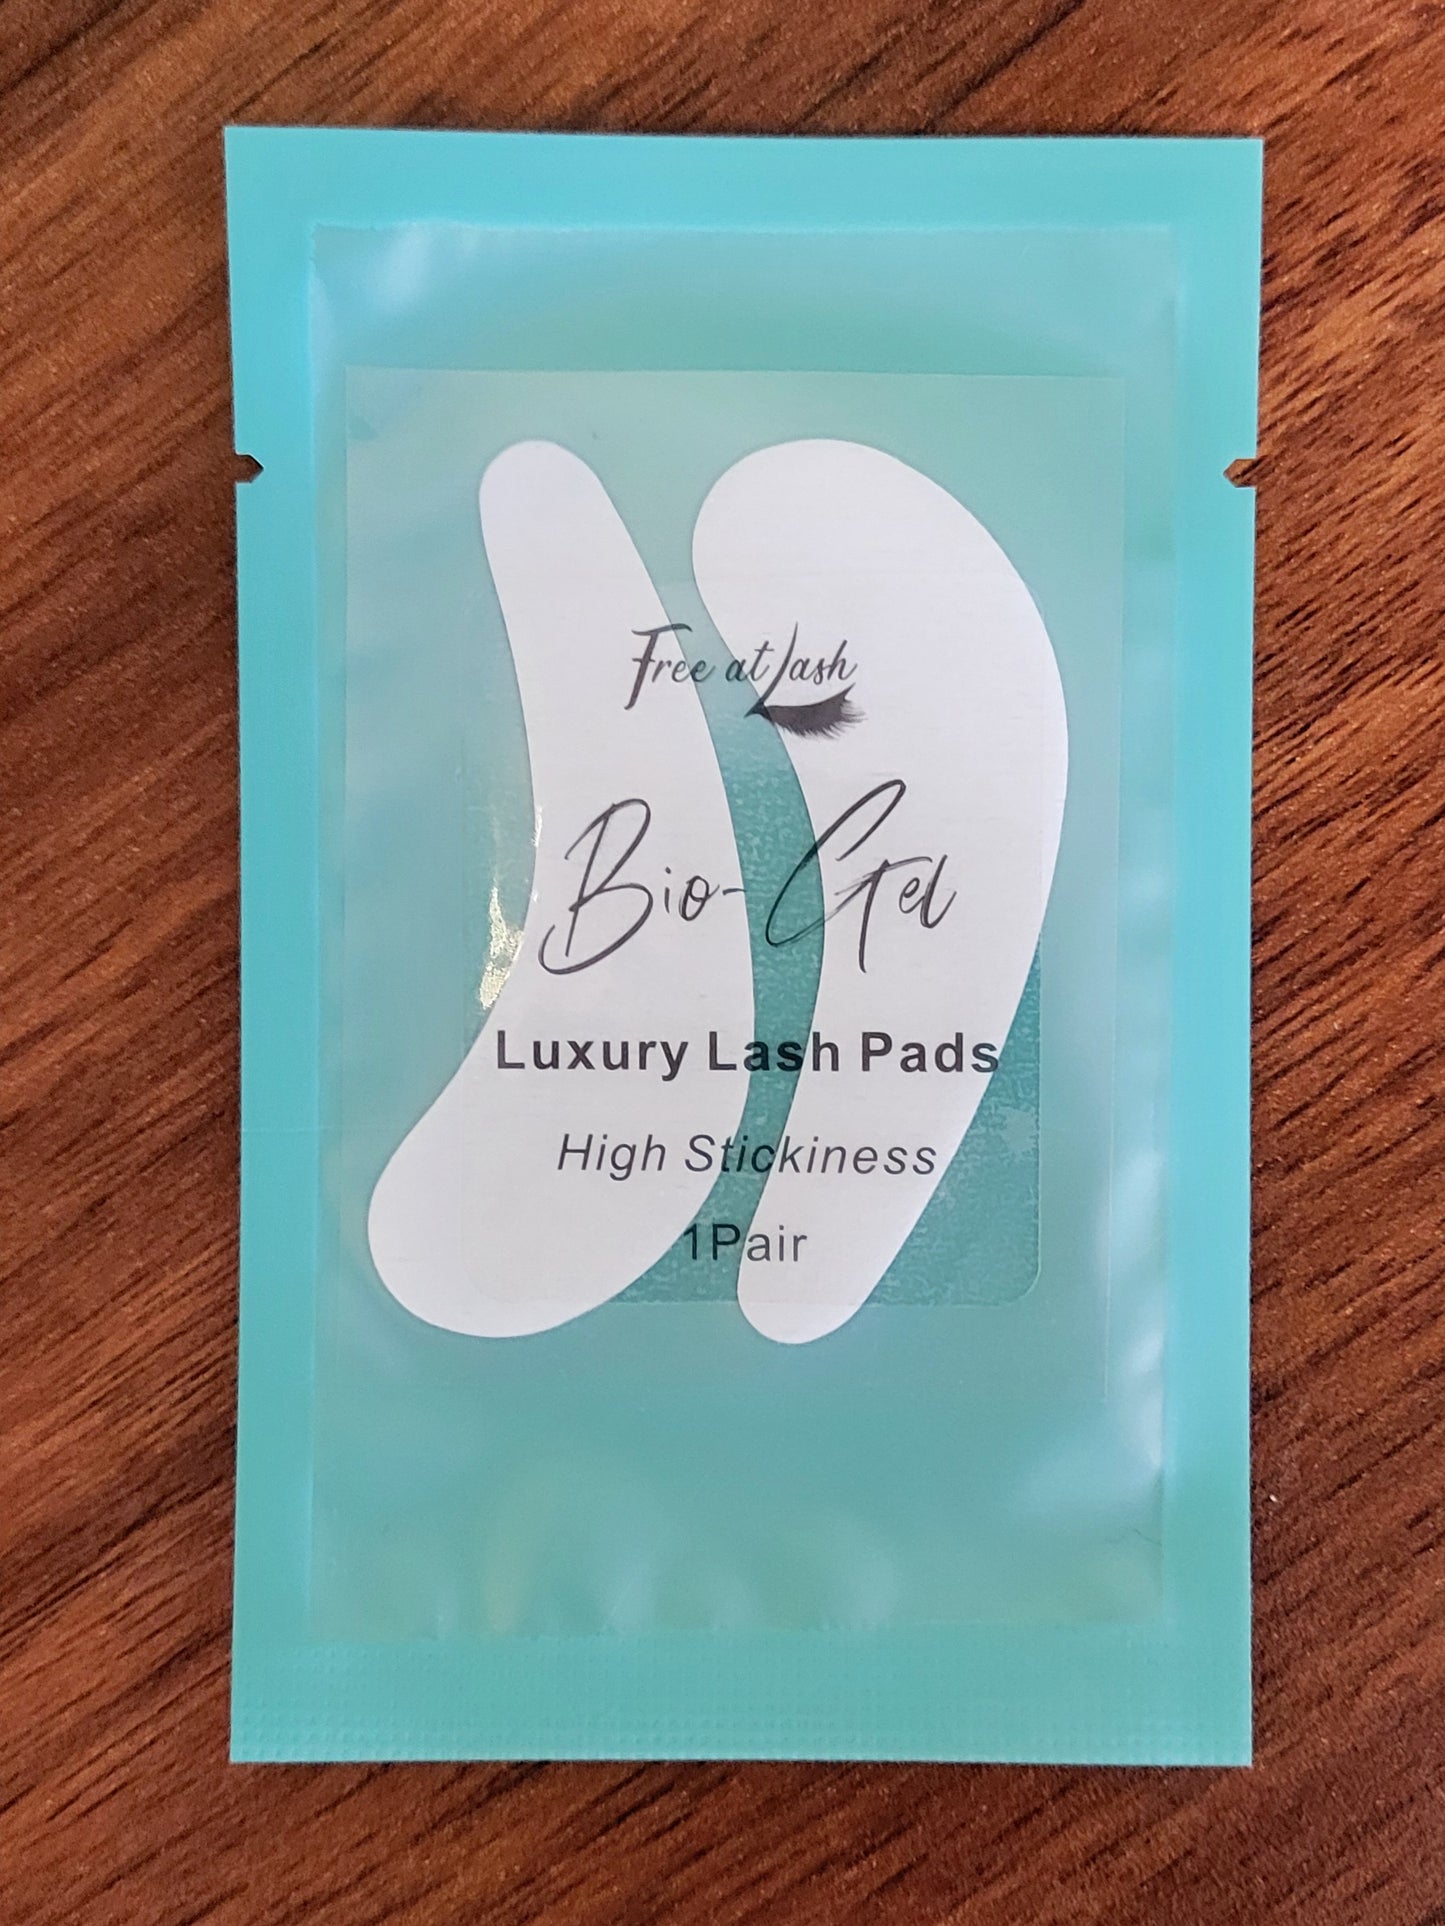 Free at Lash
Bio-Gel
Luxury Lash Pads
High Stickiness
1Pair